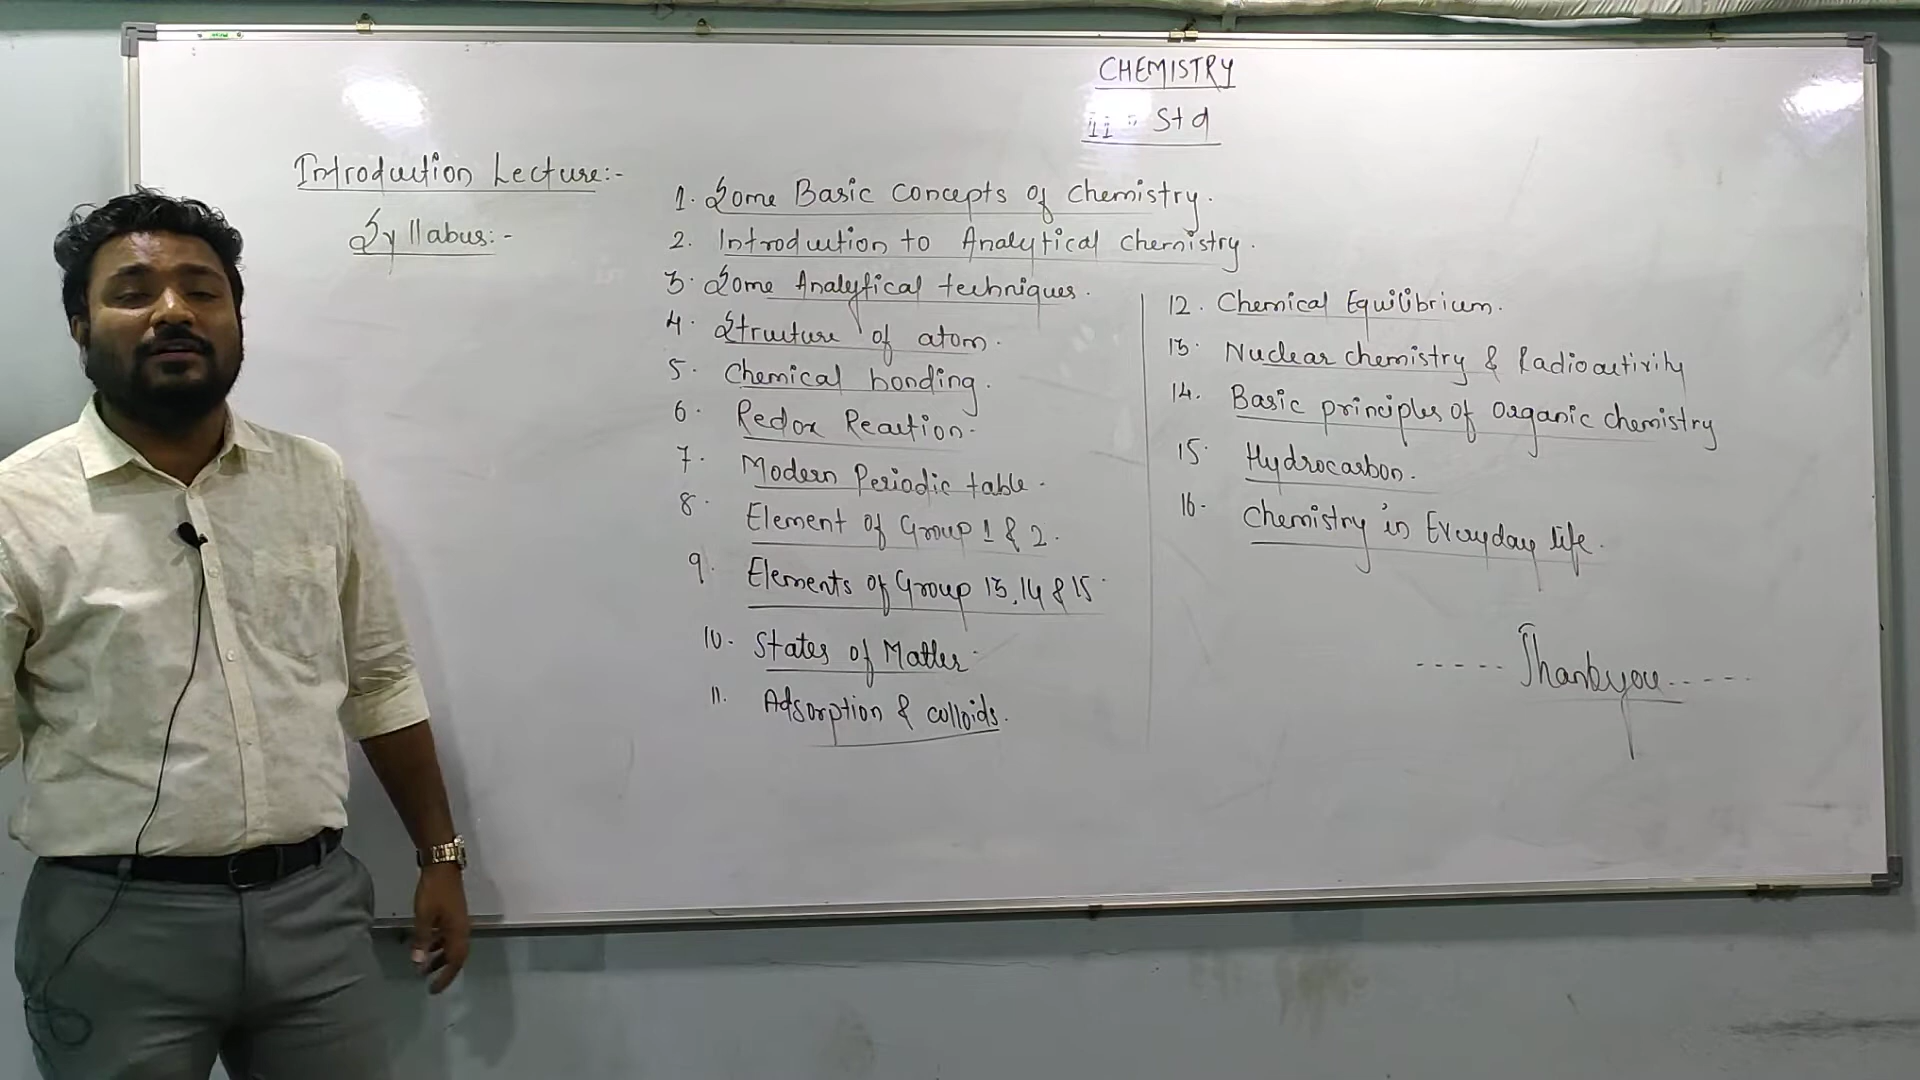 CHEMISTRY
11 " Std
Introduction Lecture:-
Syllabus:-
1. Some Basic Concepts of Chemistry.
2. Introduction to Analytical chemistry.
3. Some Analytical techniques.
4. Structure of atom.
5. Chemical bonding.
6. Redox Reaction.
7. Modern Periodic table.
8. Element of Group 1 & 2.
9. Elements of Group 13, 14 & 15.
10. States of Matter.
11. Adsorption & colloids.
12. Chemical Equilibrium.
13. Nuclear chemistry & Radioactivity
14. Basic principles of organic chemistry
15. Hydrocarbon.
16. Chemistry in Everyday life.
----- Thankyou -----